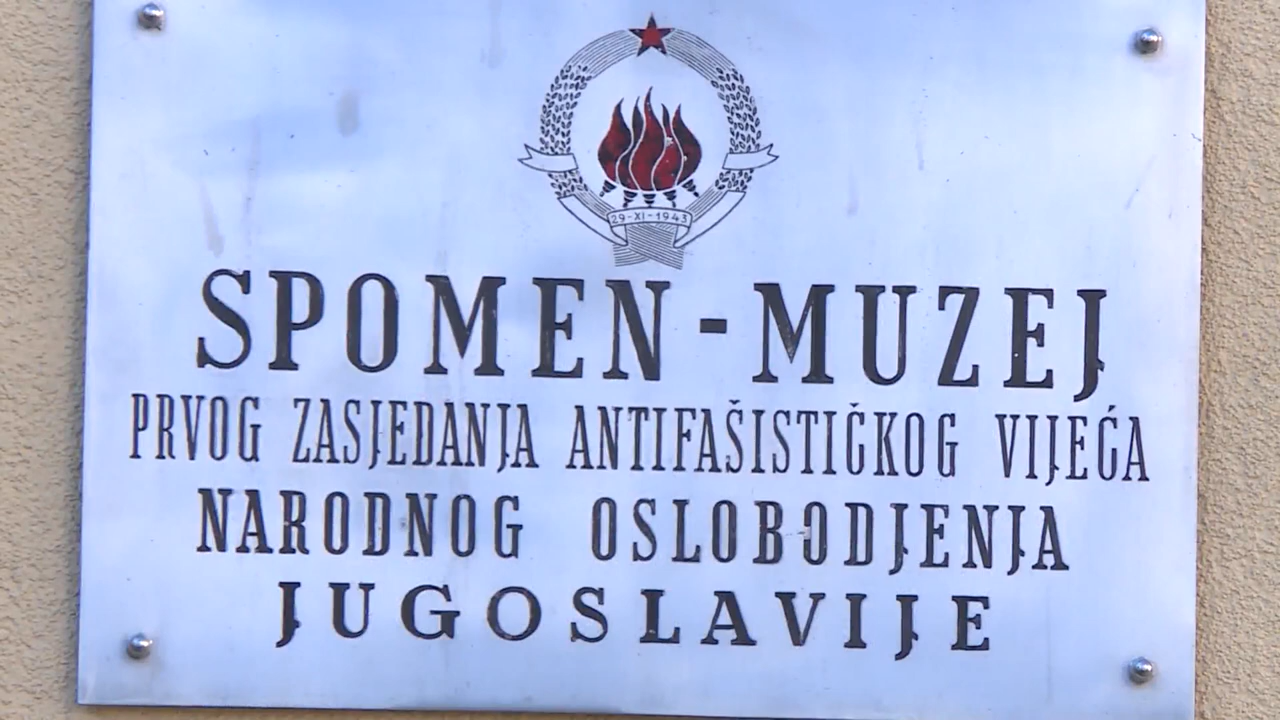 29-XI-1943
SPOMEN-MUZEJ
PRVOG ZASJEDANJA ANTIFAŠISTIČKOG VIJEĆA
NARODNOG OSLOBODJENJA
JUGOSLAVIJE